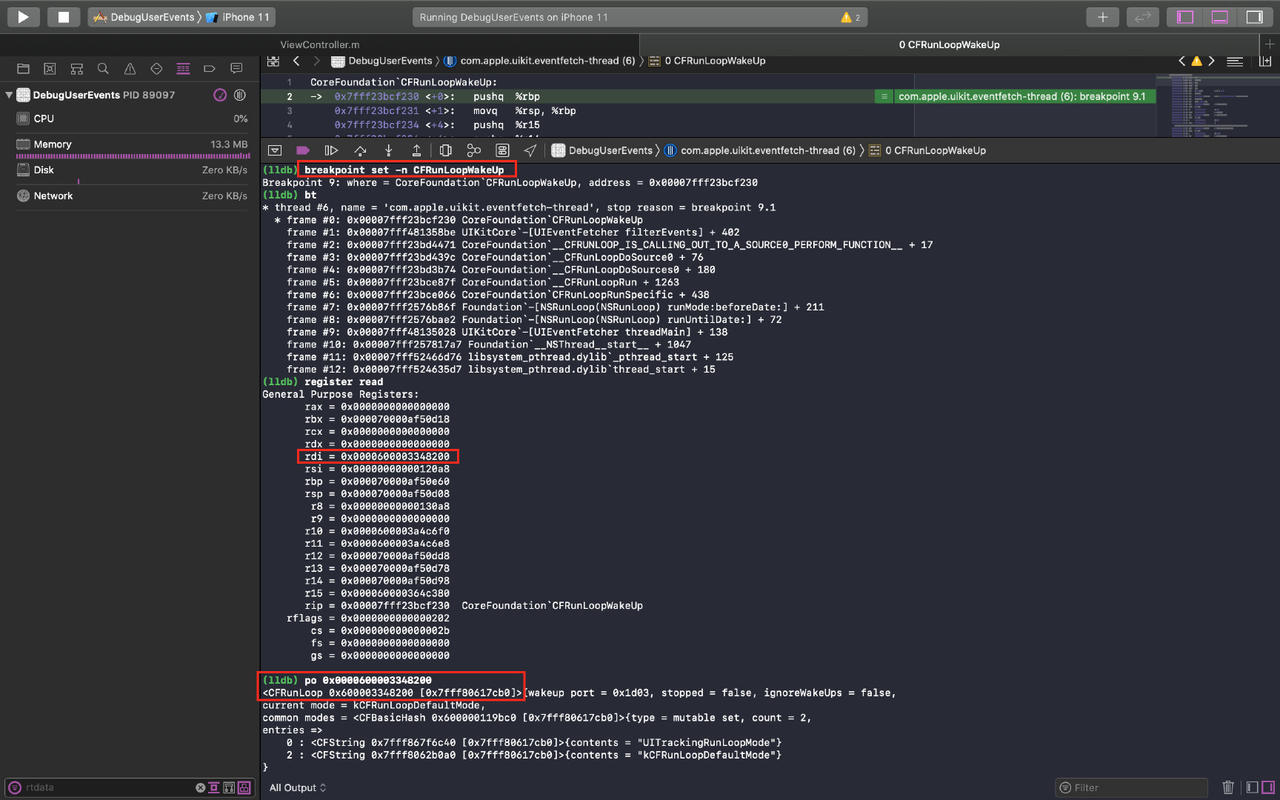 DebugUserEvents 〉 iPhone 11
Running DebugUserEvents on iPhone 11
2
ViewController.m
0 CFRunLoopWakeUp
DebugUserEvents 〉 com.apple.uikit.eventfetch-thread (6) 〉 0 CFRunLoopWakeUp
DebugUserEvents PID 89097
CPU 0%
Memory 13.3 MB
Disk Zero KB/s
Network Zero KB/s
1 CoreFoundation`CFRunLoopWakeUp:
2 -> 0x7fff23bcf230 <+0>: pushq %rbp
= com.apple.uikit.eventfetch-thread (6): breakpoint 9.1
3 0x7fff23bcf231 <+1>: movq %rsp, %rbp
4 0x7fff23bcf234 <+4>: pushq %r15
DebugUserEvents 〉 com.apple.uikit.eventfetch-thread (6) 〉 0 CFRunLoopWakeUp
(lldb) breakpoint set -n CFRunLoopWakeUp
Breakpoint 9: where = CoreFoundation`CFRunLoopWakeUp, address = 0x00007fff23bcf230
(lldb) bt
* thread #6, name = 'com.apple.uikit.eventfetch-thread', stop reason = breakpoint 9.1
* frame #0: 0x00007fff23bcf230 CoreFoundation`CFRunLoopWakeUp
frame #1: 0x00007fff481358be UIKitCore`-[UIEventFetcher filterEvents] + 402
frame #2: 0x00007fff23bd4471 CoreFoundation`__CFRUNLOOP_IS_CALLING_OUT_TO_A_SOURCE0_PERFORM_FUNCTION__ + 17
frame #3: 0x00007fff23bd439c CoreFoundation`__CFRunLoopDoSource0 + 76
frame #4: 0x00007fff23bd3b74 CoreFoundation`__CFRunLoopDoSources0 + 180
frame #5: 0x00007fff23bce87f CoreFoundation`__CFRunLoopRun + 1263
frame #6: 0x00007fff23bce066 CoreFoundation`CFRunLoopRunSpecific + 438
frame #7: 0x00007fff2576b86f Foundation`-[NSRunLoop(NSRunLoop) runMode:beforeDate:] + 211
frame #8: 0x00007fff2576bae2 Foundation`-[NSRunLoop(NSRunLoop) runUntilDate:] + 72
frame #9: 0x00007fff48135028 UIKitCore`-[UIEventFetcher threadMain] + 138
frame #10: 0x00007fff257817a7 Foundation`__NSThread__start__ + 1047
frame #11: 0x00007fff52466d76 libsystem_pthread.dylib`_pthread_start + 125
frame #12: 0x00007fff524635d7 libsystem_pthread.dylib`thread_start + 15
(lldb) register read
General Purpose Registers:
rax = 0x0000000000000000
rbx = 0x000070000af50d18
rcx = 0x0000000000000000
rdx = 0x0000000000000000
rdi = 0x0000600003348200
rsi = 0x00000000000120a8
rbp = 0x000070000af50e60
rsp = 0x000070000af50d08
r8 = 0x00000000000130a8
r9 = 0x0000000000000000
r10 = 0x0000600003a4c6f0
r11 = 0x0000600003a4c6e8
r12 = 0x000070000af50dd8
r13 = 0x000070000af50d78
r14 = 0x000070000af50d98
r15 = 0x000060000364c380
rip = 0x00007fff23bcf230 CoreFoundation`CFRunLoopWakeUp
rflags = 0x0000000000000202
cs = 0x000000000000002b
fs = 0x0000000000000000
gs = 0x0000000000000000
(lldb) po 0x0000600003348200
<CFRunLoop 0x600003348200 [0x7fff80617cb0]>{wakeup port = 0x1d03, stopped = false, ignoreWakeUps = false,
current mode = kCFRunLoopDefaultMode,
common modes = <CFBasicHash 0x600000119bc0 [0x7fff80617cb0]>{type = mutable set, count = 2,
entries =>
0 : <CFString 0x7fff867f6c40 [0x7fff80617cb0]>{contents = "UITrackingRunLoopMode"}
2 : <CFString 0x7fff8062b0a0 [0x7fff80617cb0]>{contents = "kCFRunLoopDefaultMode"}
}
rtdata
All Output
Filter